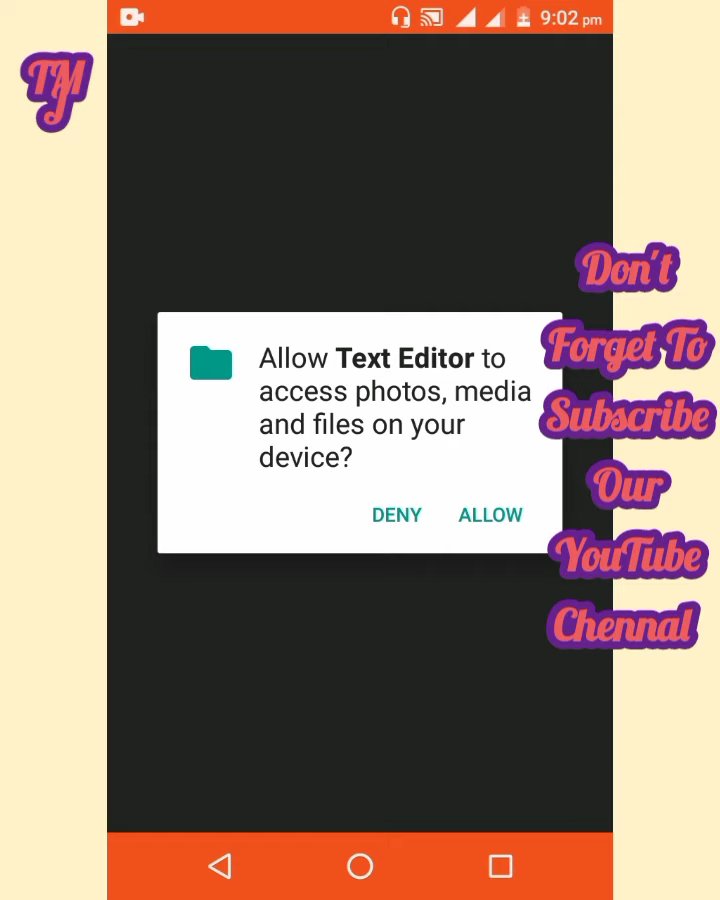 9:02 pm
TMJ
Allow Text Editor to
access photos, media
and files on your
device?
DENY ALLOW
Don't
Forget To
Subscribe
Our
YouTube
Chennal